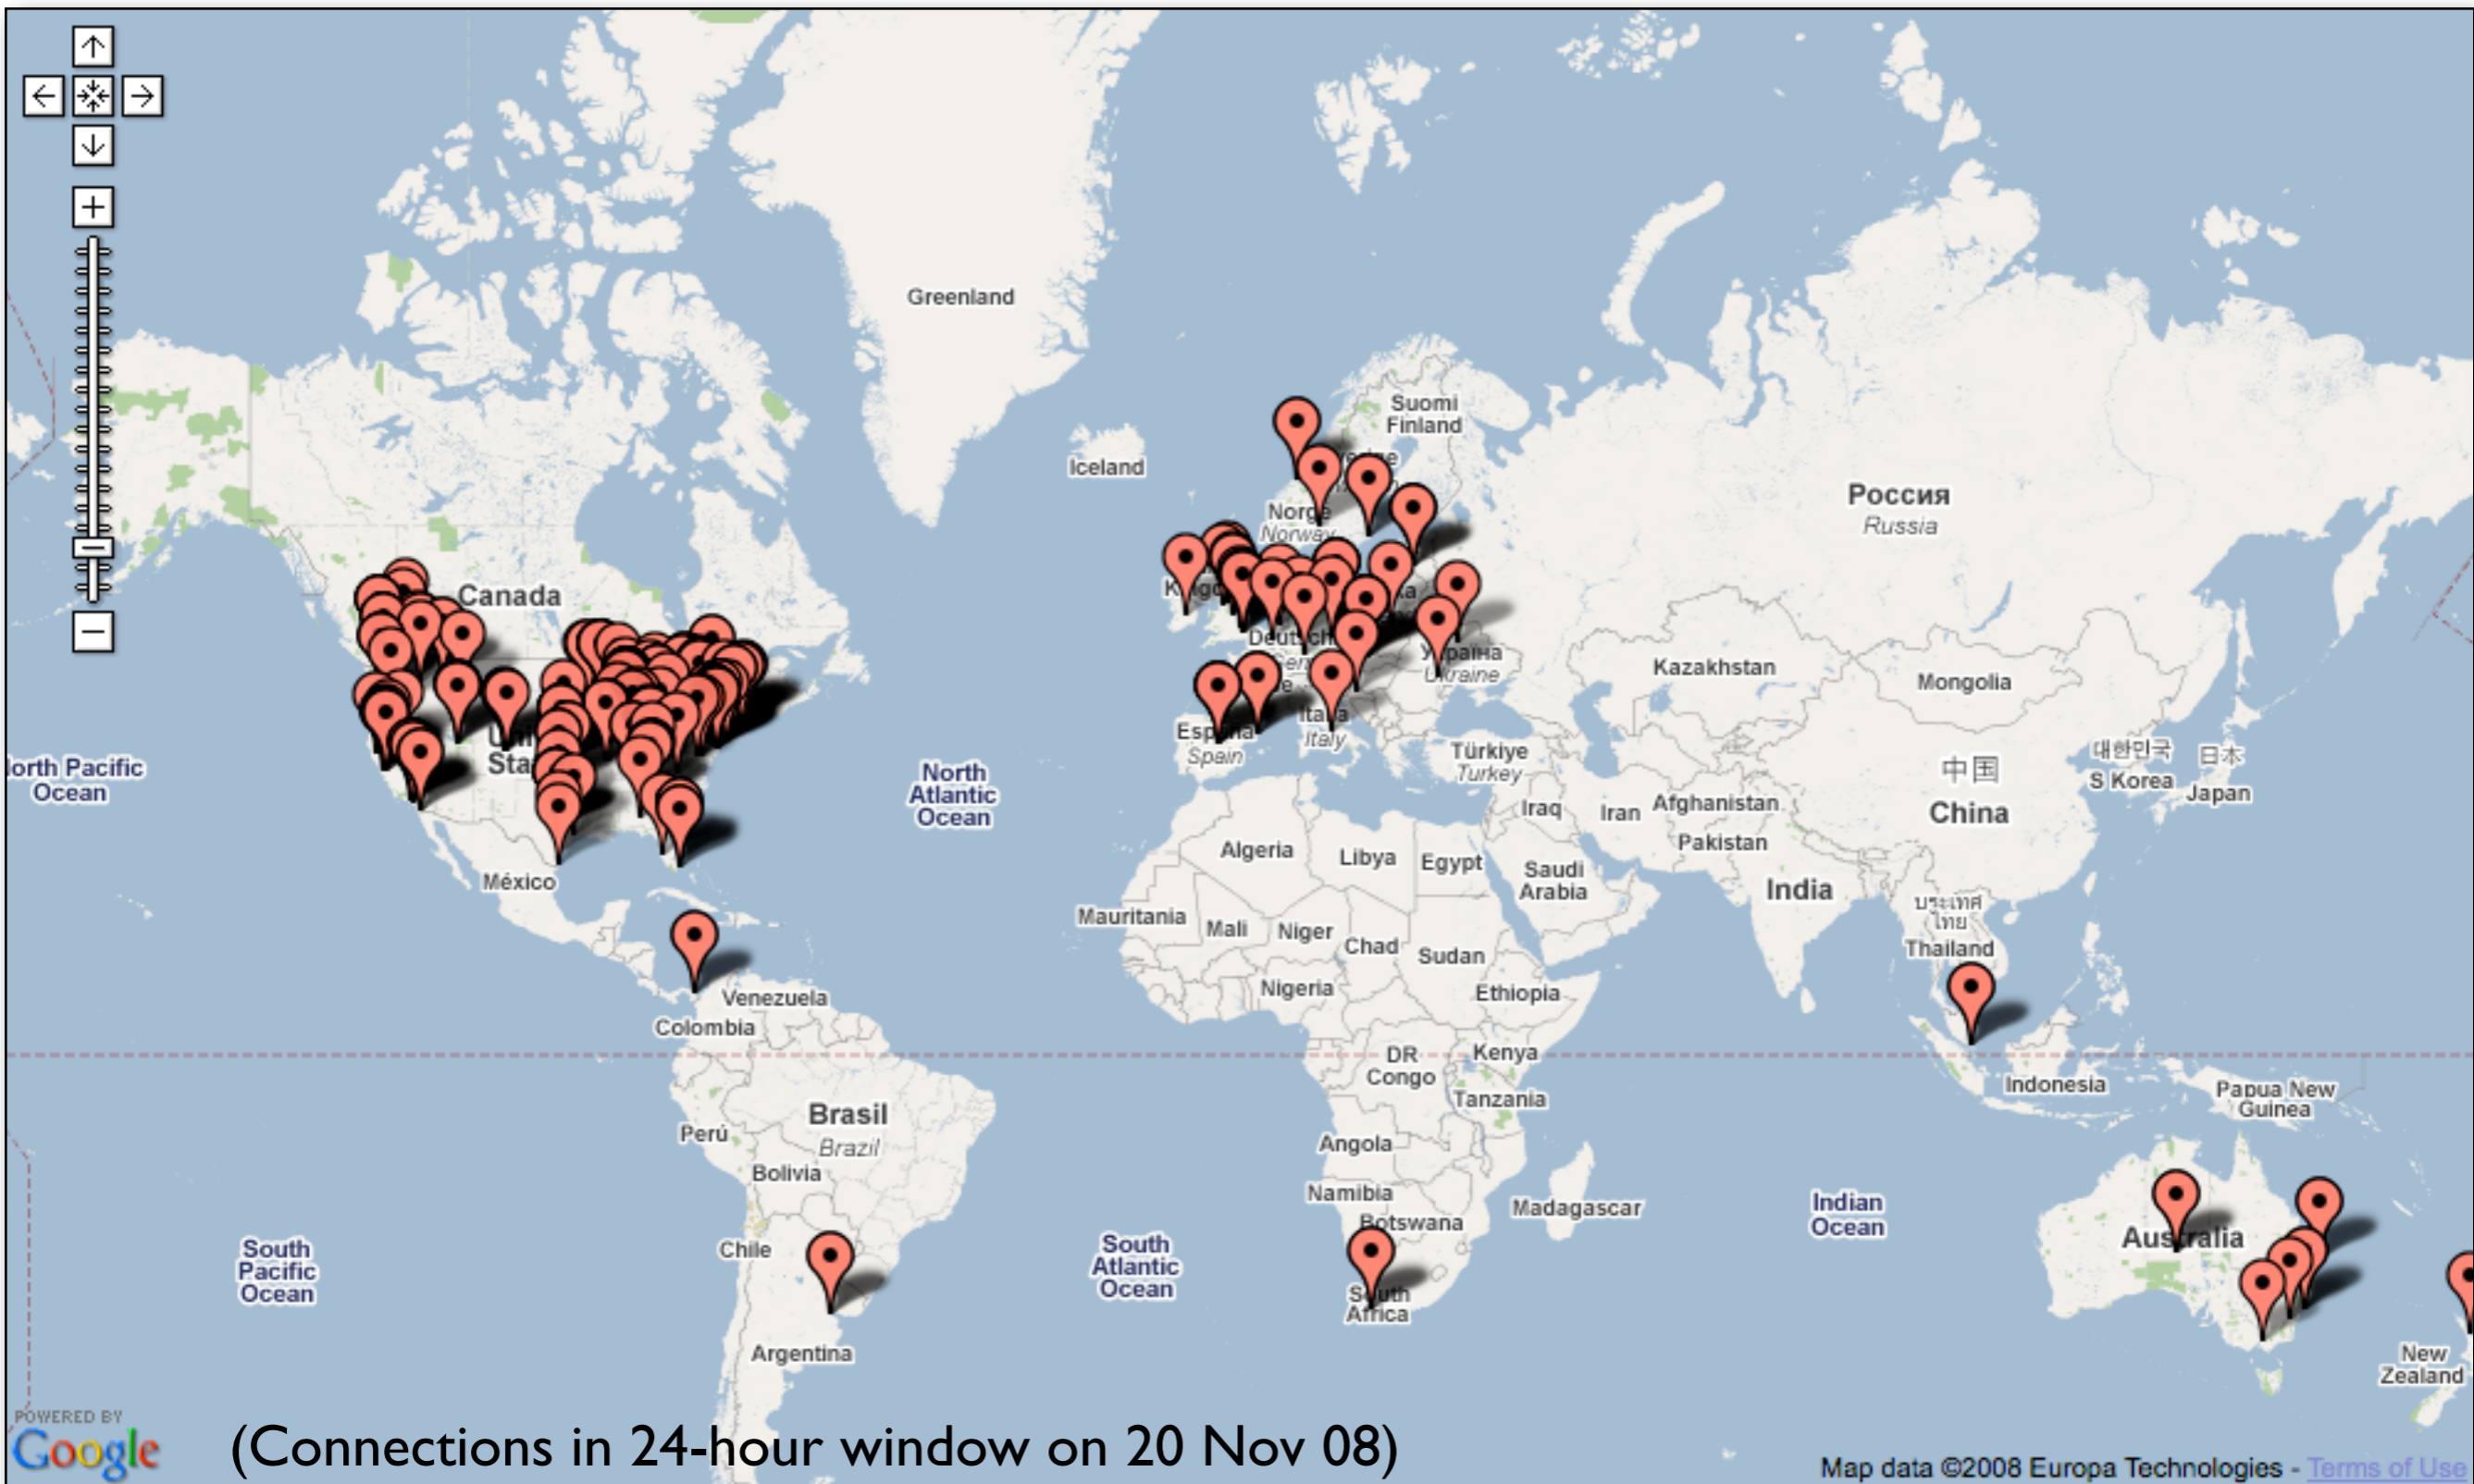 Greenland
Suomi
Finland
Iceland
Россия
Russia
Norge
Norway
Canada
Україна
Ukraine
Kazakhstan
Mongolia
España
Spain
Italia
Italy
Türkiye
Turkey
대한민국
S Korea
日本
Japan
中国
China
North
Atlantic
Ocean
orth Pacific
Ocean
Iraq
Iran
Afghanistan
Pakistan
Algeria
Libya
Egypt
Saudi
Arabia
India
México
Mauritania
Mali
Niger
Chad
Sudan
ประเทศ
ไทย
Thailand
Nigeria
Ethiopia
Venezuela
Colombia
DR
Congo
Kenya
Tanzania
Indonesia
Papua New
Guinea
Brasil
Brazil
Perú
Bolivia
Angola
Namibia
Botswana
Madagascar
Indian
Ocean
Australia
Chile
South
Pacific
Ocean
South
Atlantic
Ocean
South
Africa
Argentina
New
Zealand
POWERED BY
Google
(Connections in 24-hour window on 20 Nov 08)
Map data ©2008 Europa Technologies - Terms of Use